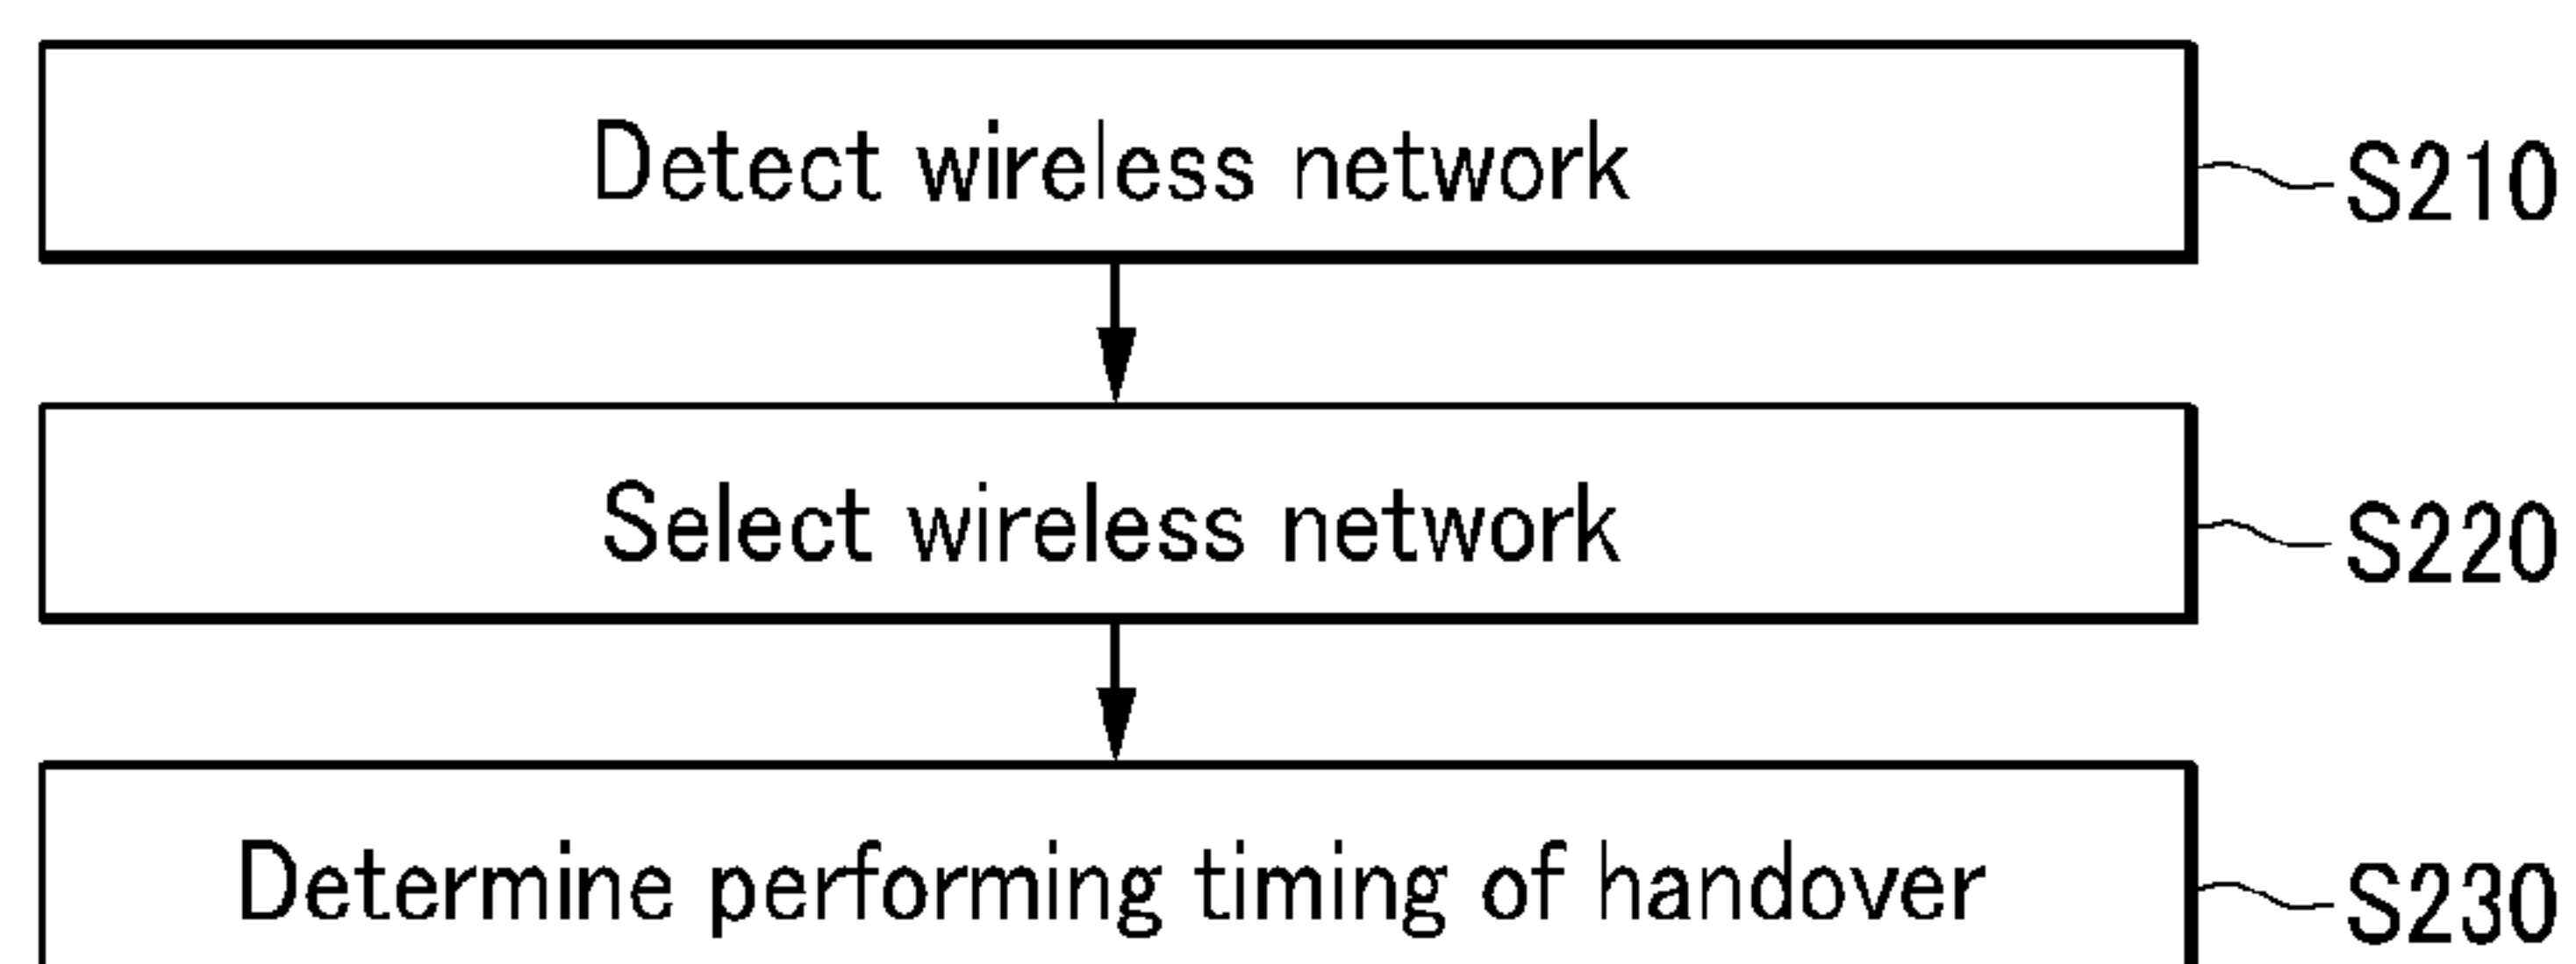 Detect wireless network
S210
Select wireless network
S220
Determine performing timing of handover
S230